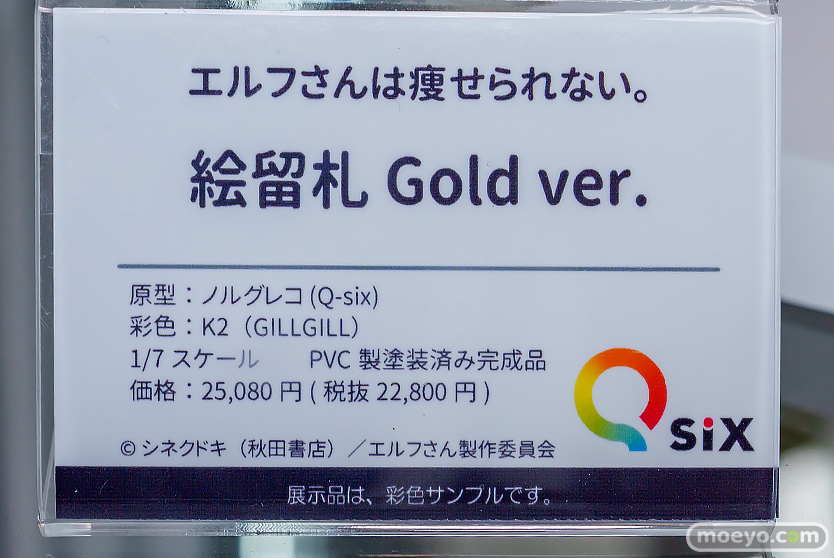 エルフさんは痩せられない。
絵留札 Gold ver.
原型：ノルグレコ (Q-six)
彩色：K2（GILLGILL）
1/7 スケール　　PVC 製塗装済み完成品
価格：25,080 円 ( 税抜 22,800 円 )
Q six
© シネクドキ（秋田書店）／エルフさん製作委員会
展示品は、彩色サンプルです。
moeyo.com